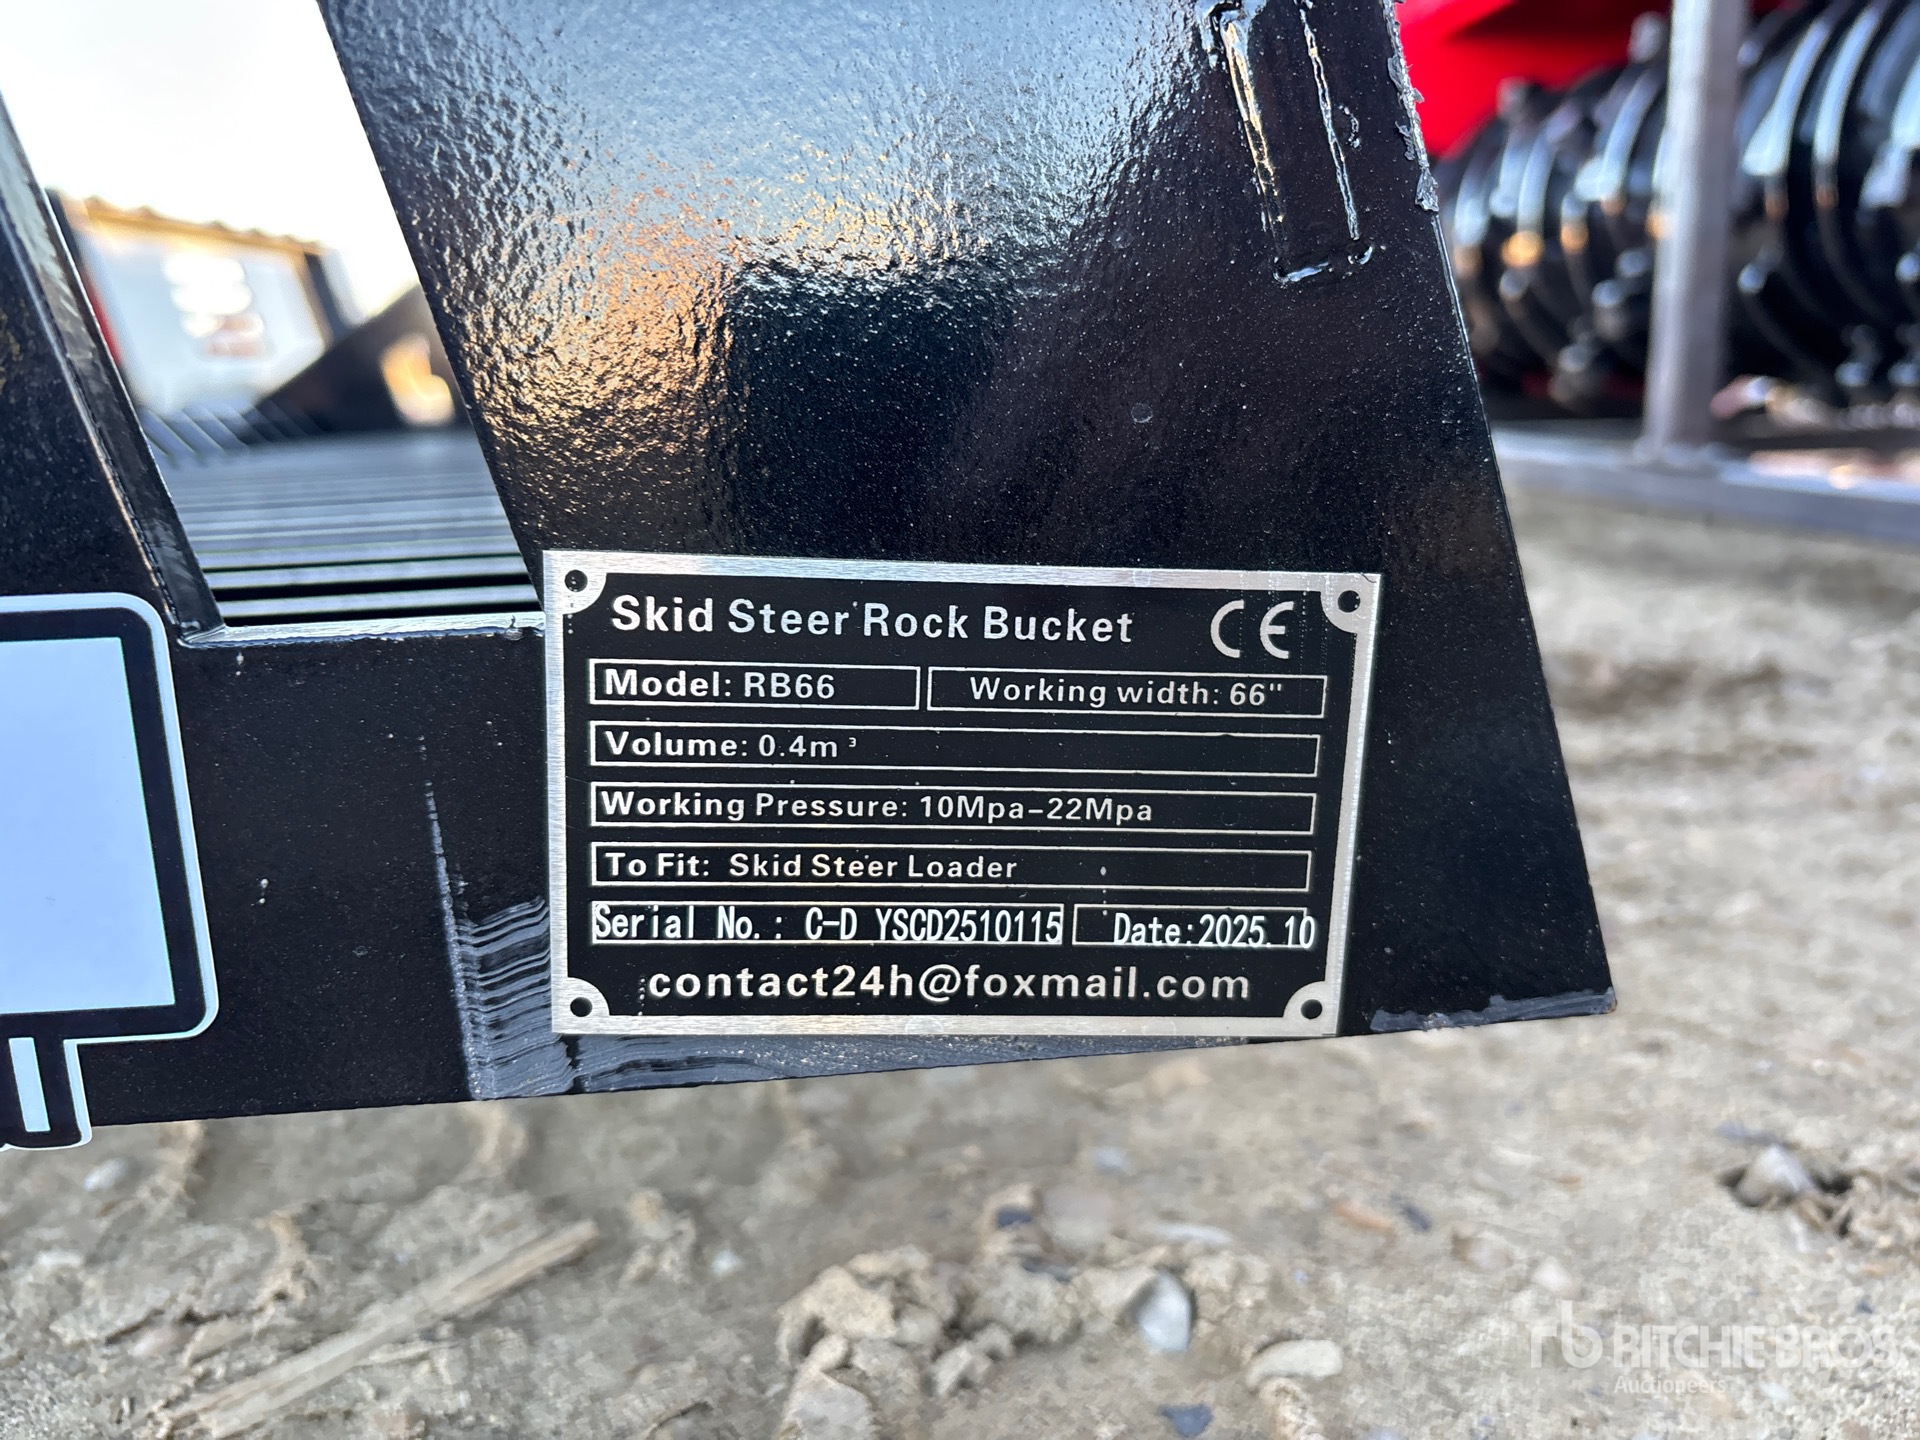 Skid Steer Rock Bucket CE
Model: RB66 Working width: 66"
Volume: 0.4m³
Working Pressure: 10Mpa-22Mpa
To Fit: Skid Steer Loader
Serial No.: C-D YSCD2510115 Date:2025.10
contact24h@foxmail.com
rb RITCHIE BROS.
Auctioneers